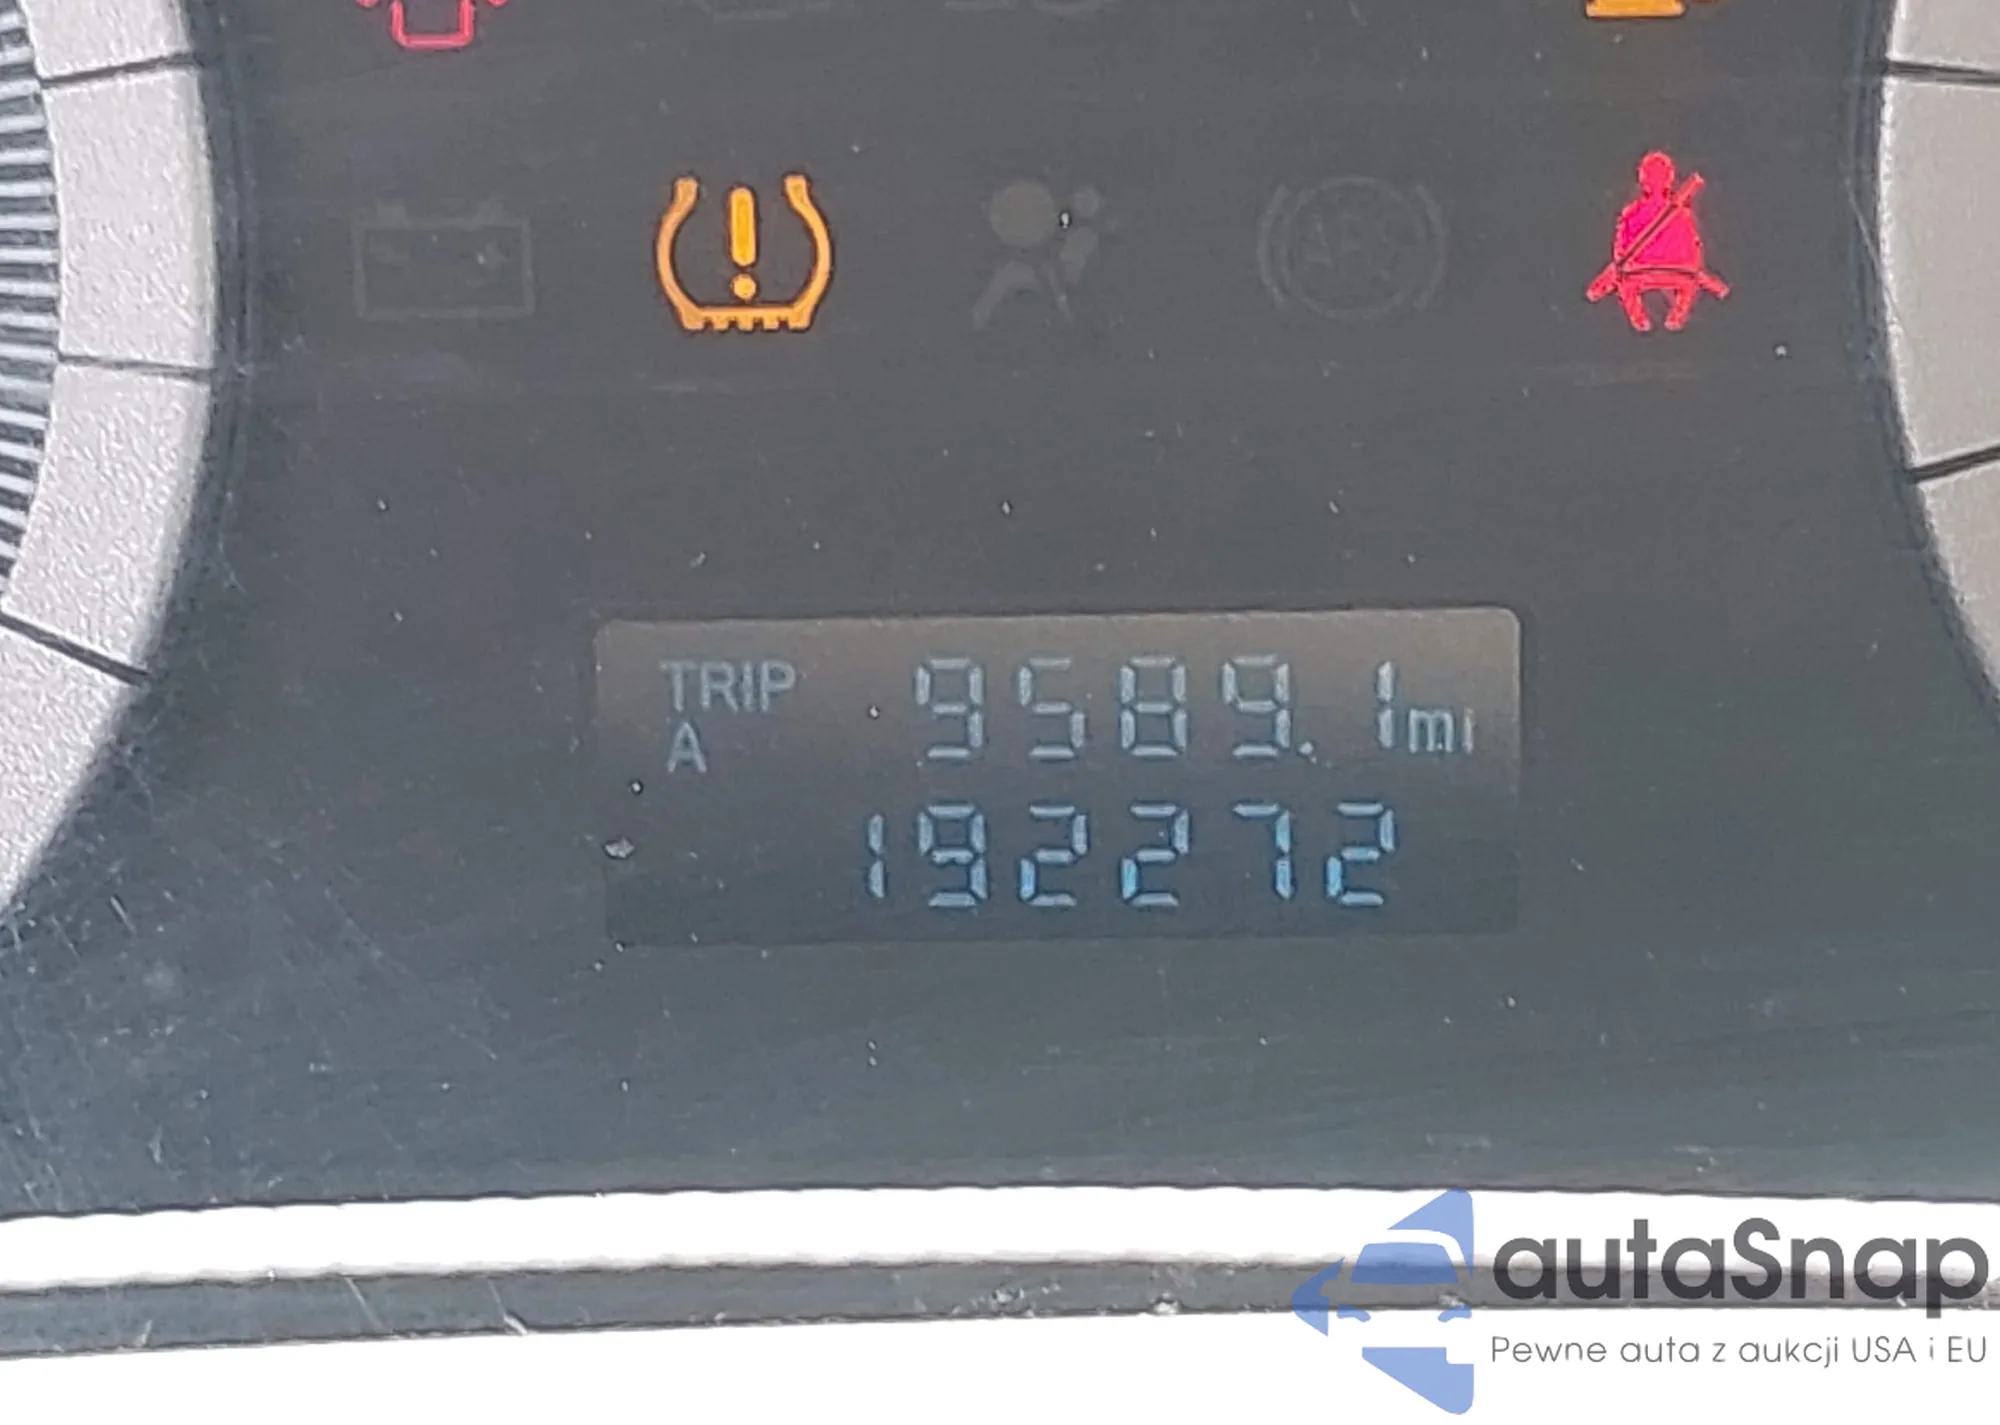 TRIP 9589.1mi
A
192272
autaSnap
Pewne auta z aukcji USA i EU